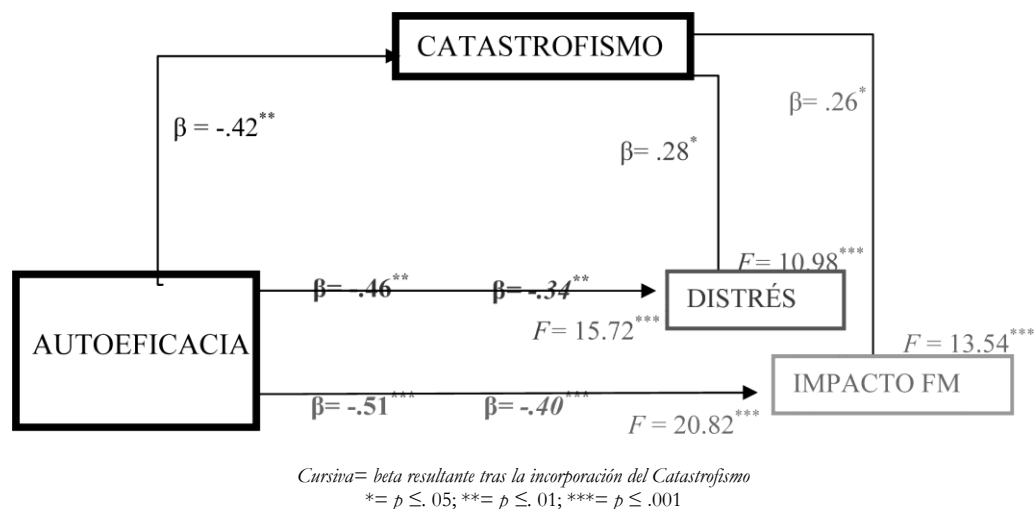 CATASTROFISMO
β = -.42**
β= .26*
β= .28*
F= 10.98***
β= -.46** β= -.34**
DISTRÉS
F= 15.72***
AUTOEFICACIA
F = 13.54***
IMPACTO FM
β= -.51*** β= -.40***
F = 20.82***
Cursiva= beta resultante tras la incorporación del Catastrofismo
*= p ≤. 05; **= p ≤. 01; ***= p ≤ .001